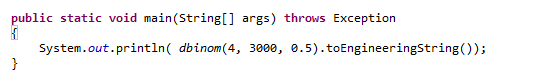 public static void main(String[] args) throws Exception
{
System.out.println( dbinom(4, 3000, 0.5).toEngineeringString());
}